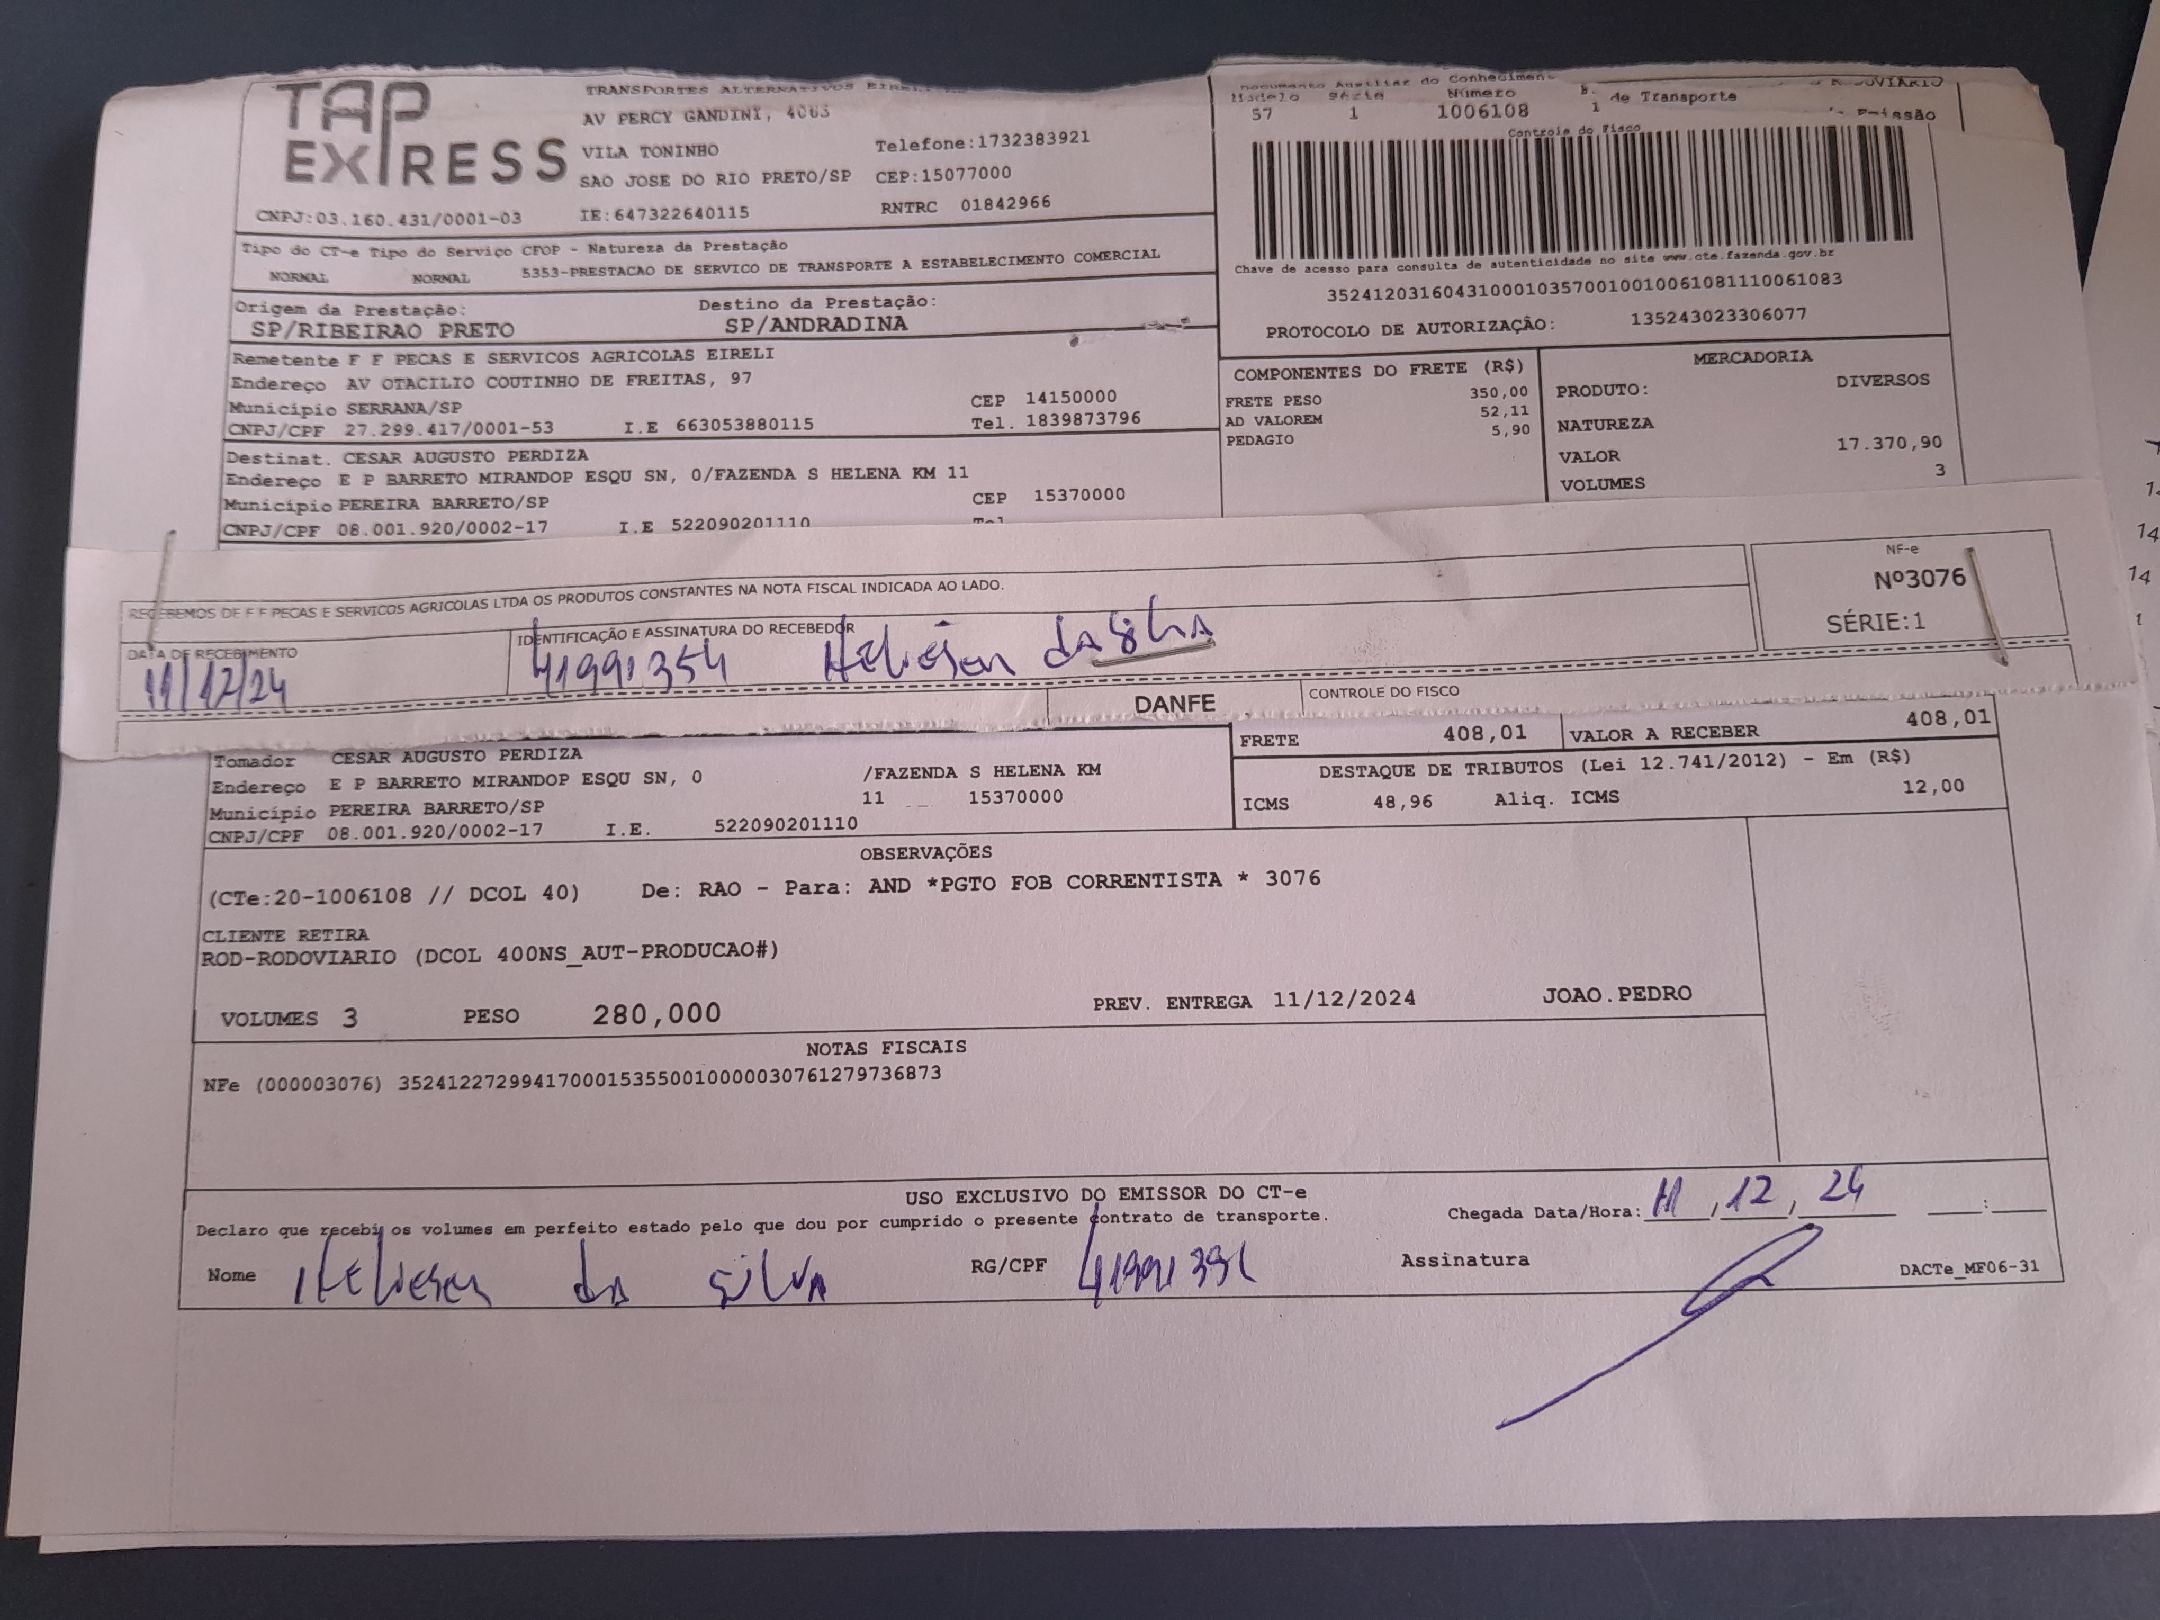 TAP
EXPRESS
TRANSPORTES ALTERNATIVOS EIRELI
AV PERCY GANDINI, 4063
VILA TONINHO Telefone:1732383921
SAO JOSE DO RIO PRETO/SP CEP:15077000
CNPJ:03.160.431/0001-03 IE:647322640115 RNTRC 01842966
Documento Auxiliar do Conhecimen RODOVIARIO
Modelo Série Número de Transporte Emissão
57 1 1006108 1
Controle do Fisco
Chave de acesso para consulta de autenticidade no site www.cte.fazenda.gov.br
35241203160431000103570010010061081110061083
PROTOCOLO DE AUTORIZAÇÃO: 135243023306077
Tipo do CT-e Tipo do Serviço CFOP - Natureza da Prestação
NORMAL NORMAL 5353-PRESTACAO DE SERVICO DE TRANSPORTE A ESTABELECIMENTO COMERCIAL
Origem da Prestação: Destino da Prestação:
SP/RIBEIRAO PRETO SP/ANDRADINA
Remetente F F PECAS E SERVICOS AGRICOLAS EIRELI
Endereço AV OTACILIO COUTINHO DE FREITAS, 97
Município SERRANA/SP CEP 14150000
CNPJ/CPF 27.299.417/0001-53 I.E 663053880115 Tel. 1839873796
Destinat. CESAR AUGUSTO PERDIZA
Endereço E P BARRETO MIRANDOP ESQU SN, 0/FAZENDA S HELENA KM 11
Município PEREIRA BARRETO/SP CEP 15370000
CNPJ/CPF 08.001.920/0002-17 I.E 522090201110 Tel
COMPONENTES DO FRETE (R$)
FRETE PESO 350,00
AD VALOREM 52,11
PEDAGIO 5,90
MERCADORIA
PRODUTO: DIVERSOS
NATUREZA
VALOR 17.370,90
VOLUMES 3
RECEBEMOS DE F F PECAS E SERVICOS AGRICOLAS LTDA OS PRODUTOS CONSTANTES NA NOTA FISCAL INDICADA AO LADO.
NF-e
Nº3076
SÉRIE:1
DATA DE RECEBIMENTO IDENTIFICAÇÃO E ASSINATURA DO RECEBEDOR
11/12/24 41991354 da Silva
DANFE CONTROLE DO FISCO
FRETE 408,01 VALOR A RECEBER 408,01
Tomador CESAR AUGUSTO PERDIZA
Endereço E P BARRETO MIRANDOP ESQU SN, 0 /FAZENDA S HELENA KM
Município PEREIRA BARRETO/SP 11 15370000
CNPJ/CPF 08.001.920/0002-17 I.E. 522090201110
DESTAQUE DE TRIBUTOS (Lei 12.741/2012) - Em (R$)
ICMS 48,96 Aliq. ICMS 12,00
OBSERVAÇÕES
(CTe:20-1006108 // DCOL 40) De: RAO - Para: AND *PGTO FOB CORRENTISTA * 3076
CLIENTE RETIRA
ROD-RODOVIARIO (DCOL 400NS_AUT-PRODUCAO#)
VOLUMES 3 PESO 280,000 PREV. ENTREGA 11/12/2024 JOAO.PEDRO
NOTAS FISCAIS
NFe (000003076) 35241227299417000153550010000030761279736873
USO EXCLUSIVO DO EMISSOR DO CT-e
Declaro que recebi os volumes em perfeito estado pelo que dou por cumprido o presente contrato de transporte. Chegada Data/Hora: 11 / 12 / 24 :
Nome da Silva RG/CPF Assinatura
DACTe_MF06-31